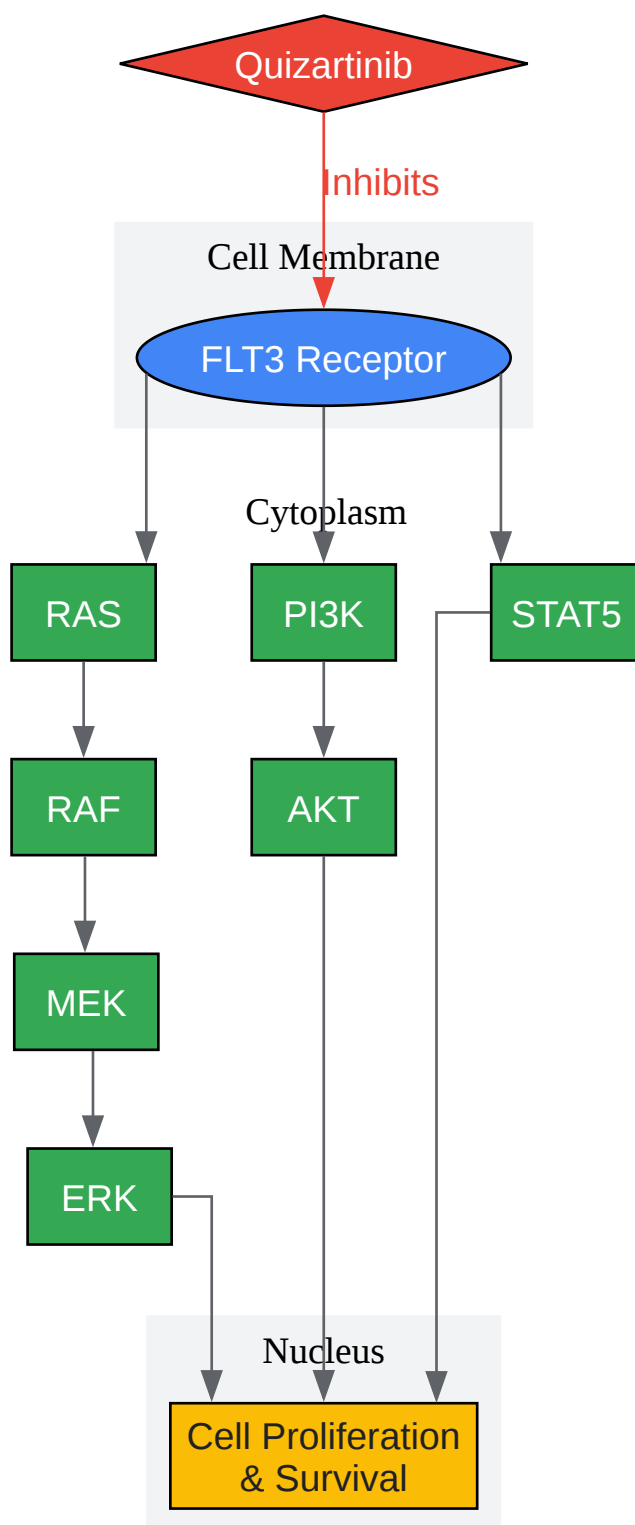 Quizartinib
Inhibits
Cell Membrane
FLT3 Receptor
Cytoplasm
RAS
PI3K
STAT5
RAF
AKT
MEK
ERK
Nucleus
Cell Proliferation
& Survival